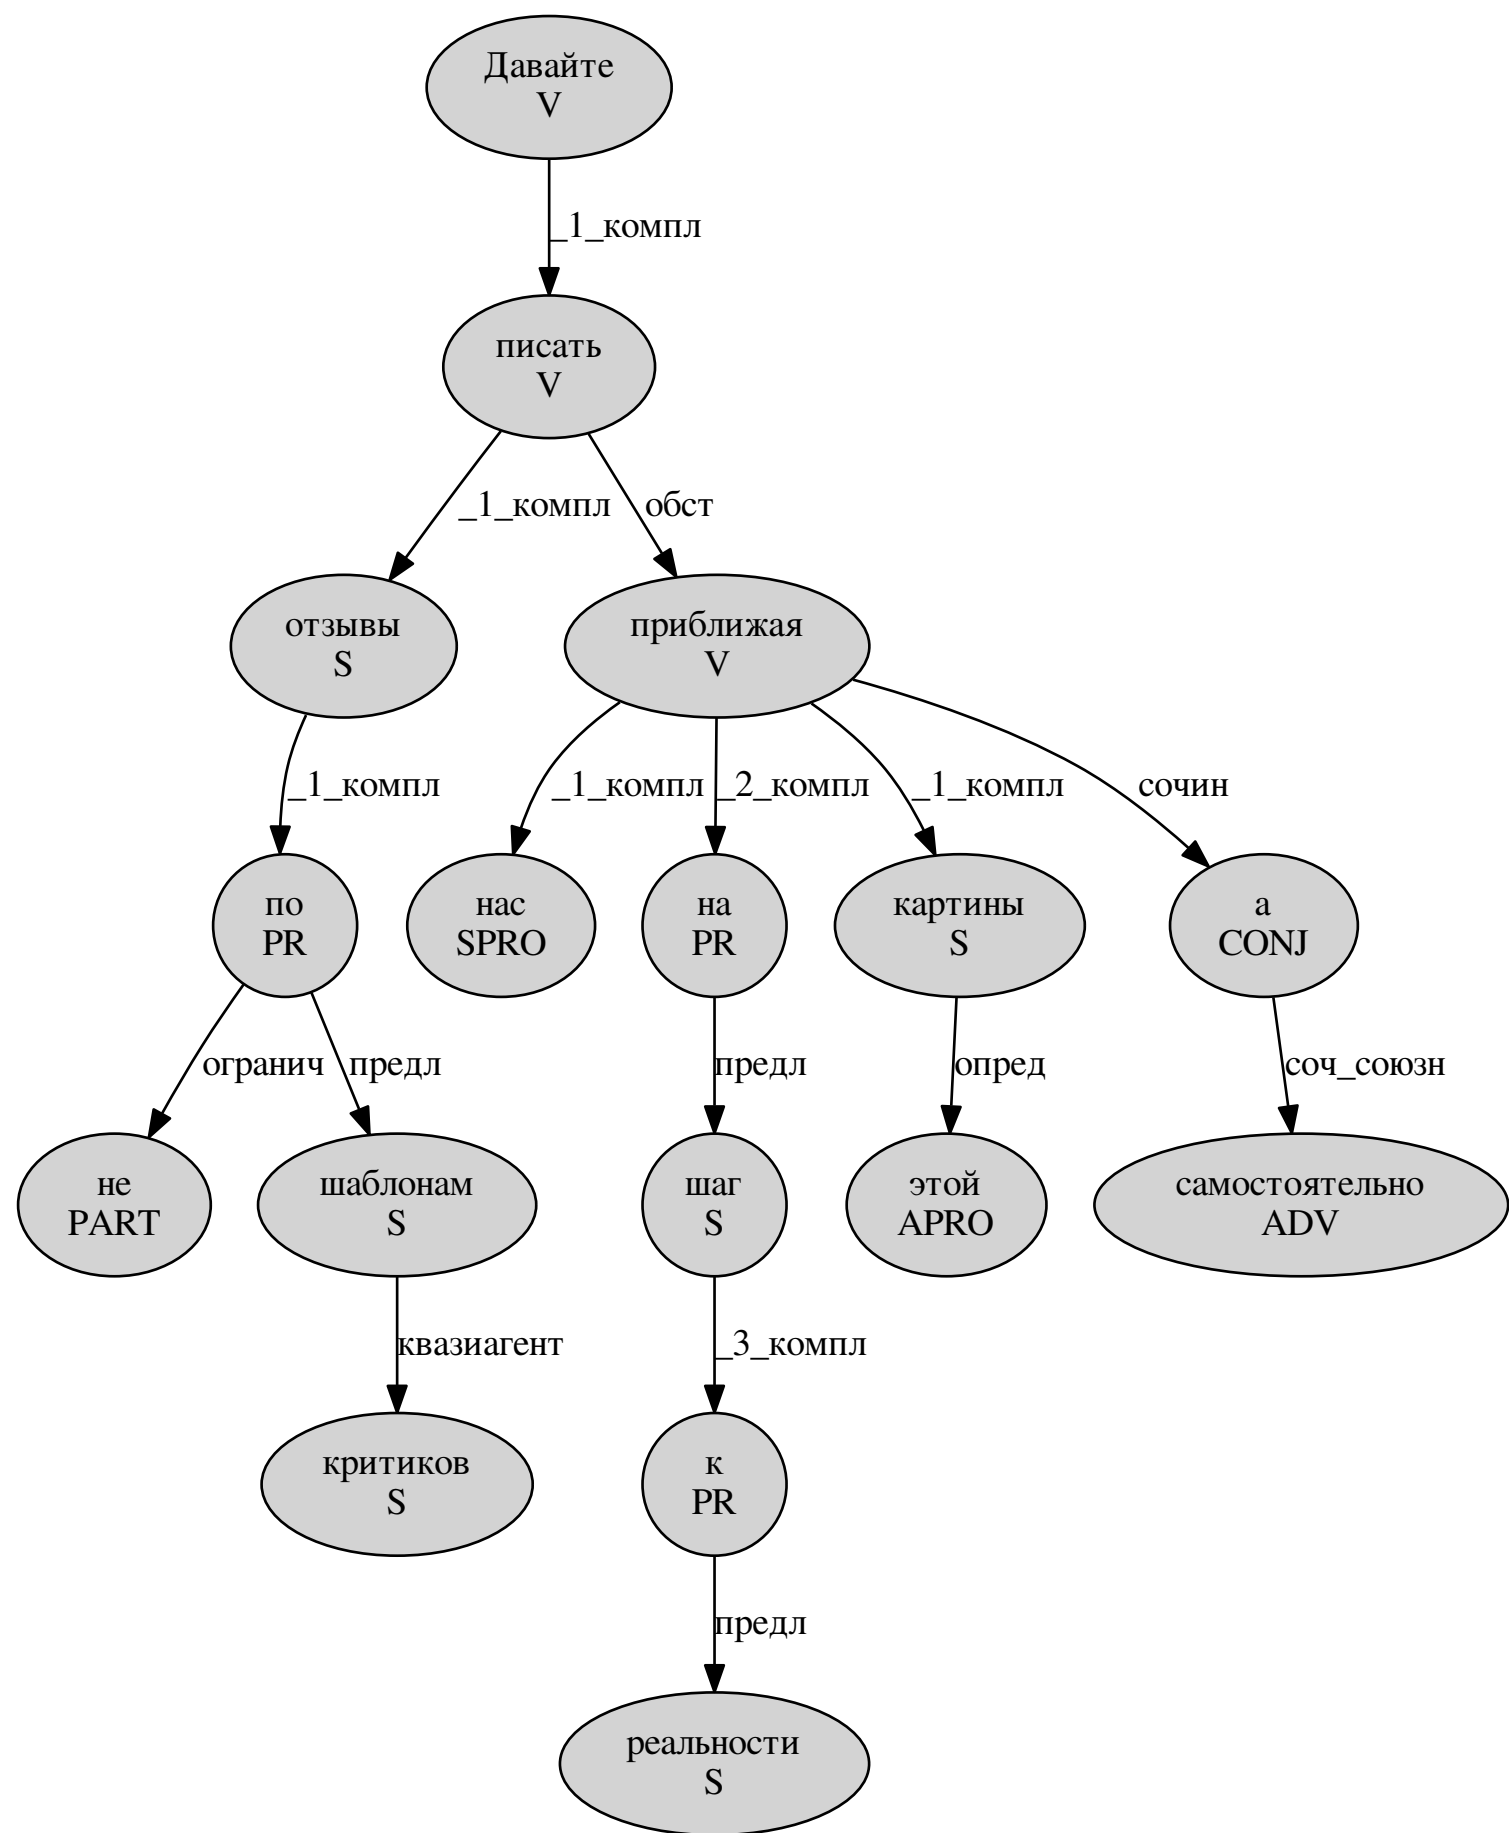 Давайте
V
_1_компл
писать
V
_1_компл
обст
отзывы
S
приближая
V
_1_компл
_1_компл
_2_компл
_1_компл
сочин
по
PR
нас
SPRO
на
PR
картины
S
а
CONJ
огранич
предл
предл
опред
соч_союзн
не
PART
шаблонам
S
шаг
S
этой
APRO
самостоятельно
ADV
квазиагент
_3_компл
критиков
S
к
PR
предл
реальности
S